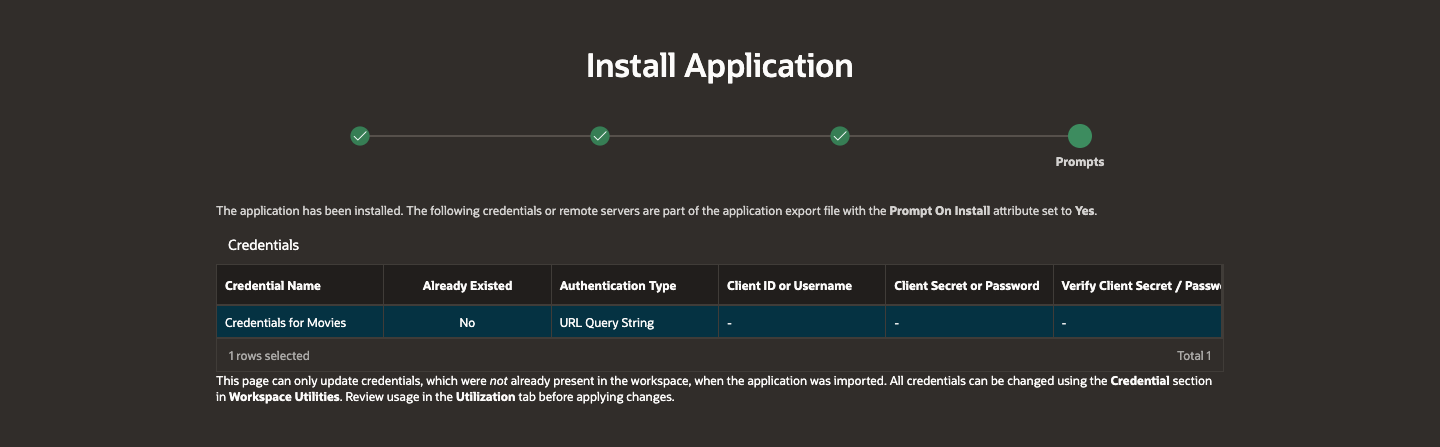 Install Application
Prompts
The application has been installed. The following credentials or remote servers are part of the application export file with the Prompt On Install attribute set to Yes.
Credentials
Credential Name Already Existed Authentication Type Client ID or Username Client Secret or Password Verify Client Secret / Passw
Credentials for Movies No URL Query String - - -
1 rows selected Total 1
This page can only update credentials, which were not already present in the workspace, when the application was imported. All credentials can be changed using the Credential section
in Workspace Utilities. Review usage in the Utilization tab before applying changes.